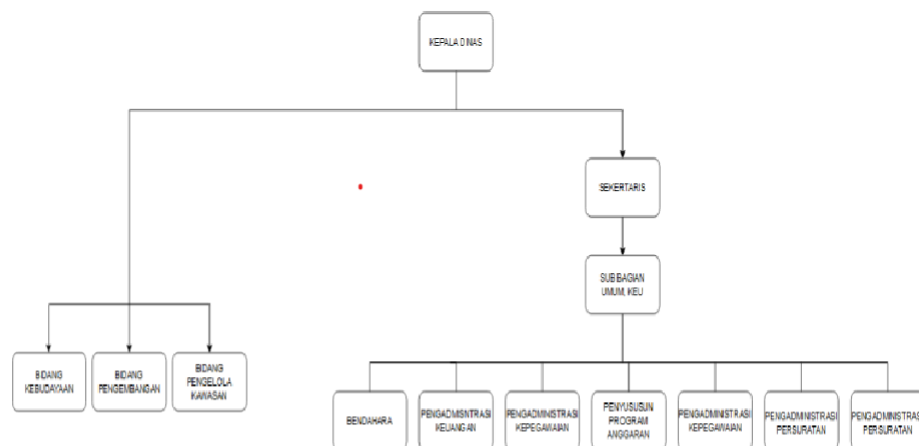 KEPALA DINAS
SEKERTARIS
SUB BAGIAN
UMUM, KEU
BIDANG
KEBUDAYAAN
BIDANG
PENGEMBANGAN
BIDANG
PENGELOLA
KAWASAN
BENDAHARA
PENGADMISNTRASI
KEUANGAN
PENGADMINISTRASI
KEPEGAWAIAN
PENYUSUSUN
PROGRAM
ANGGARAN
PENGADMINISTRASI
KEPEGAWAIAN
PENGADMINISTRASI
PERSURATAN
PENGADMINISTRASI
PERSURATAN